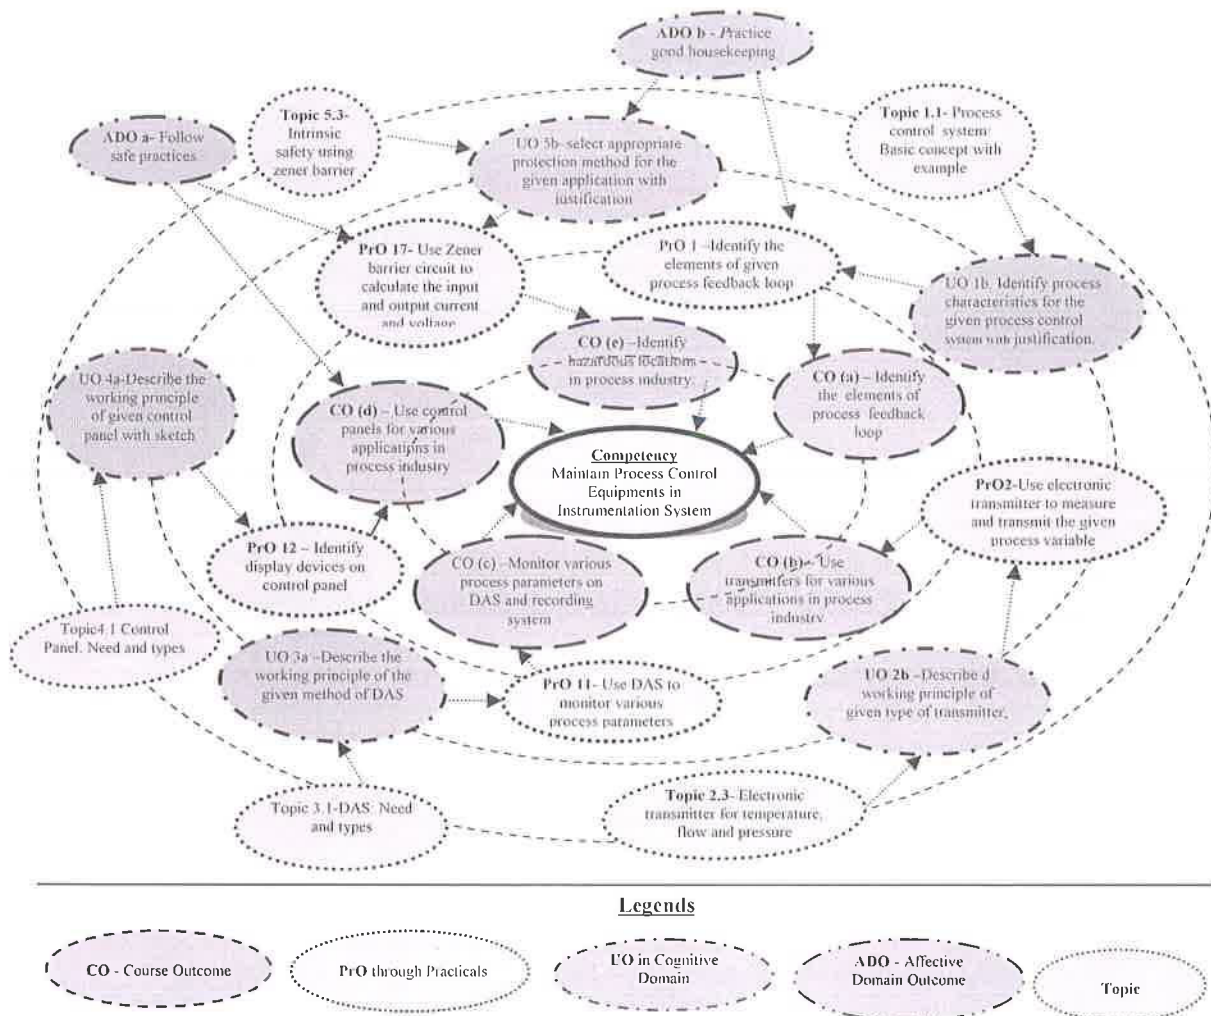 ADO b - Practice
good housekeeping
Topic 5.3-
Intrinsic
safety using
zener barrier
Topic 1.1- Process
control system:
Basic concept with
example
ADO a- Follow
safe practices
UO 5b- select appropriate
protection method for the
given application with
justification
PrO 17- Use Zener
barrier circuit to
calculate the input
and output current
and voltage
PrO 1 –Identify the
elements of given
process feedback loop
UO 1b. Identify process
characteristics for the
given process control
system with justification.
CO (e) –Identify
hazardous locations
in process industry.
UO 4a-Describe the
working principle
of given control
panel with sketch
CO (d) – Use control
panels for various
applications in
process industry
CO (a) – Identify
the elements of
process feedback
loop
Competency
Maintain Process Control
Equipments in
Instrumentation System
PrO2-Use electronic
transmitter to measure
and transmit the given
process variable
PrO 12 – Identify
display devices on
control panel
CO (c) – Monitor various
process parameters on
DAS and recording
system
CO (b) – Use
transmitters for various
applications in process
industry
Topic4.1 Control
Panel. Need and types
UO 3a –Describe the
working principle of the
given method of DAS
PrO 11- Use DAS to
monitor various
process parameters
UO 2b –Describe d
working principle of
given type of transmitter.
Topic 3.1-DAS: Need
and types
Topic 2.3- Electronic
transmitter for temperature,
flow and pressure
Legends
CO - Course Outcome
PrO through Practicals
UO in Cognitive
Domain
ADO - Affective
Domain Outcome
Topic